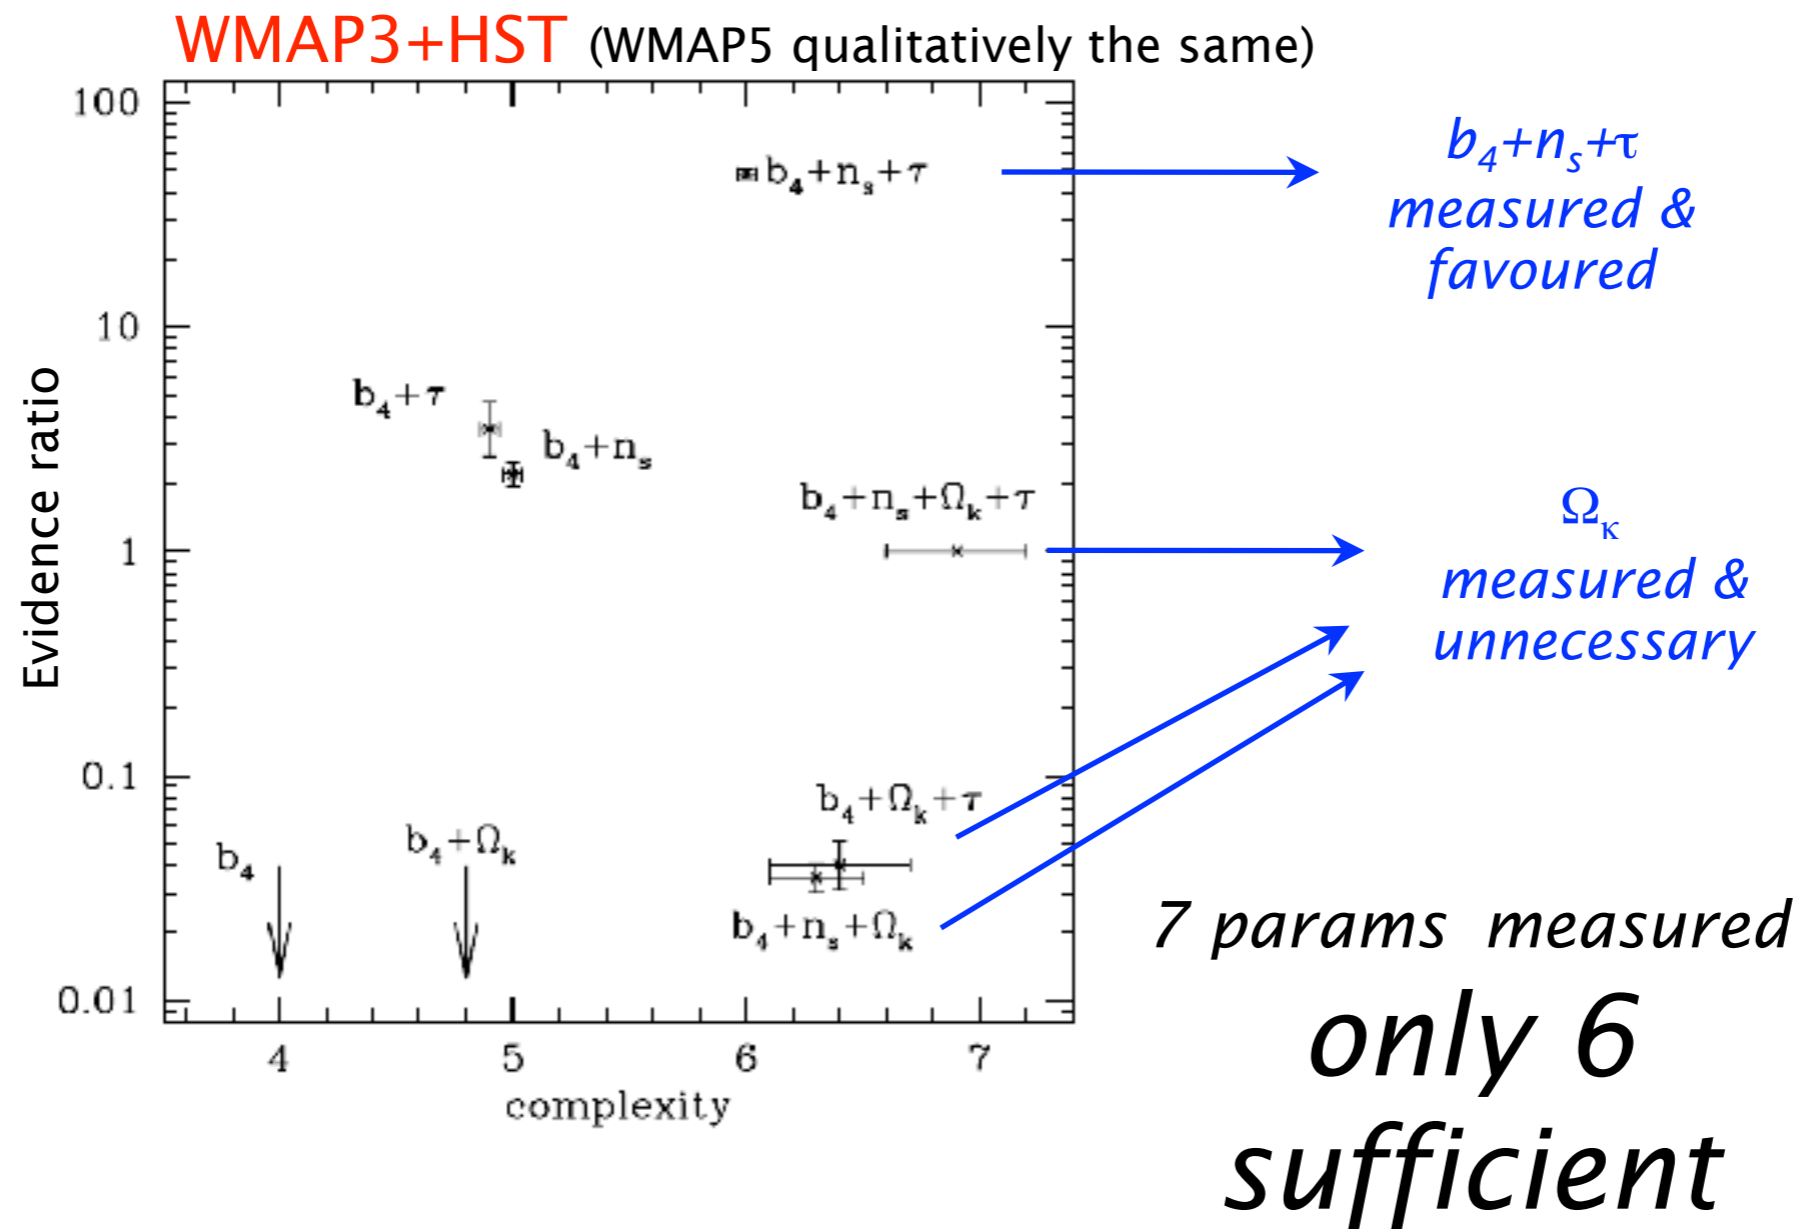 WMAP3+HST (WMAP5 qualitatively the same)
100
10
1
0.1
0.01
Evidence ratio
b₄+nₛ+τ
b₄+τ
b₄+nₛ
b₄+nₛ+Ωₖ+τ
b₄+Ωₖ+τ
b₄
b₄+Ωₖ
b₄+nₛ+Ωₖ
4 5 6 7
complexity
b₄+nₛ+τ
measured &
favoured
Ωκ
measured &
unnecessary
7 params measured
only 6
sufficient